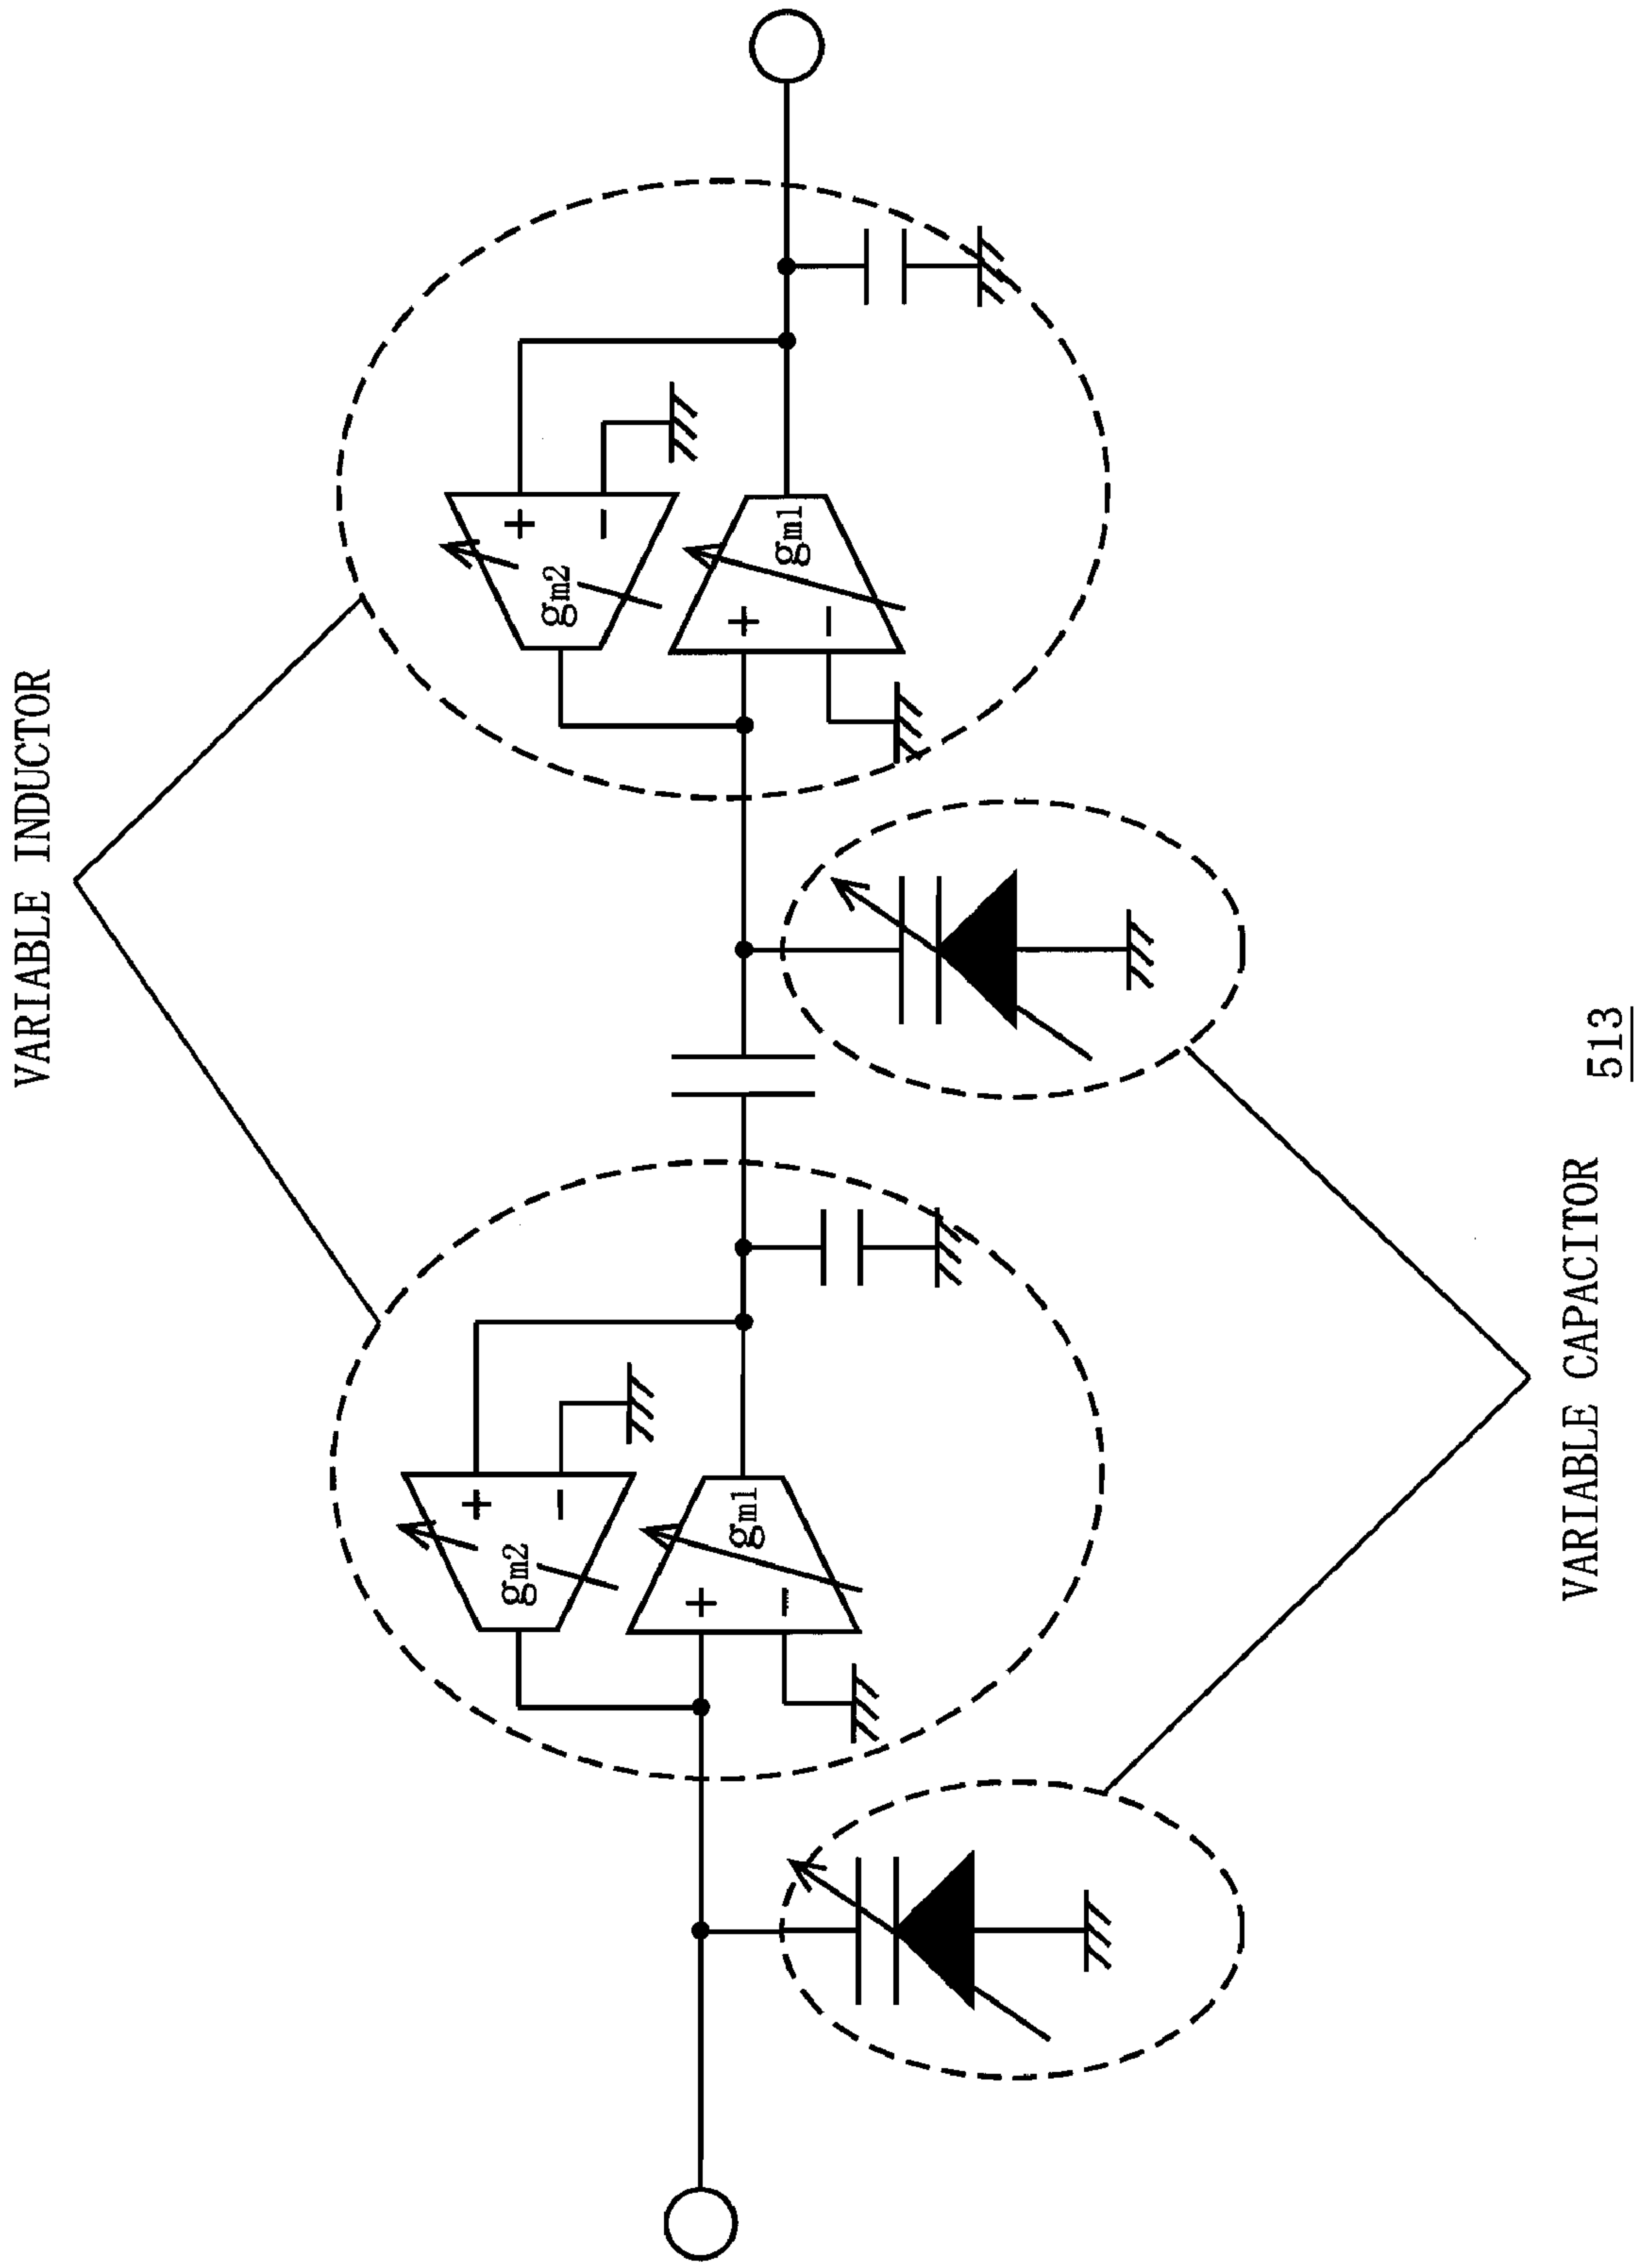 VARIABLE INDUCTOR
gm2
+
−
gm1
+
−
gm2
+
−
gm1
+
−
VARIABLE CAPACITOR
513